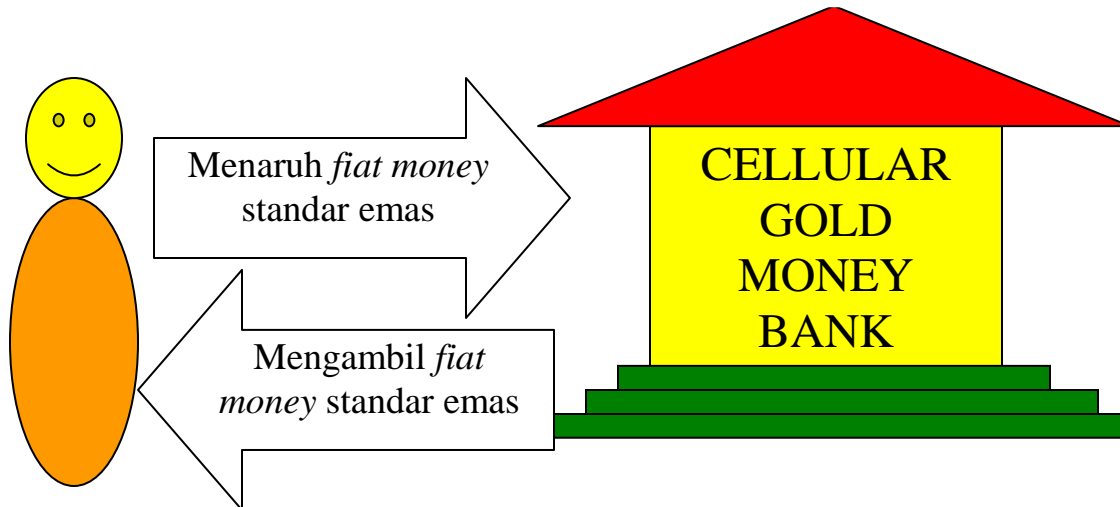 Menaruh fiat money
standar emas
Mengambil fiat
money standar emas
CELLULAR
GOLD
MONEY
BANK